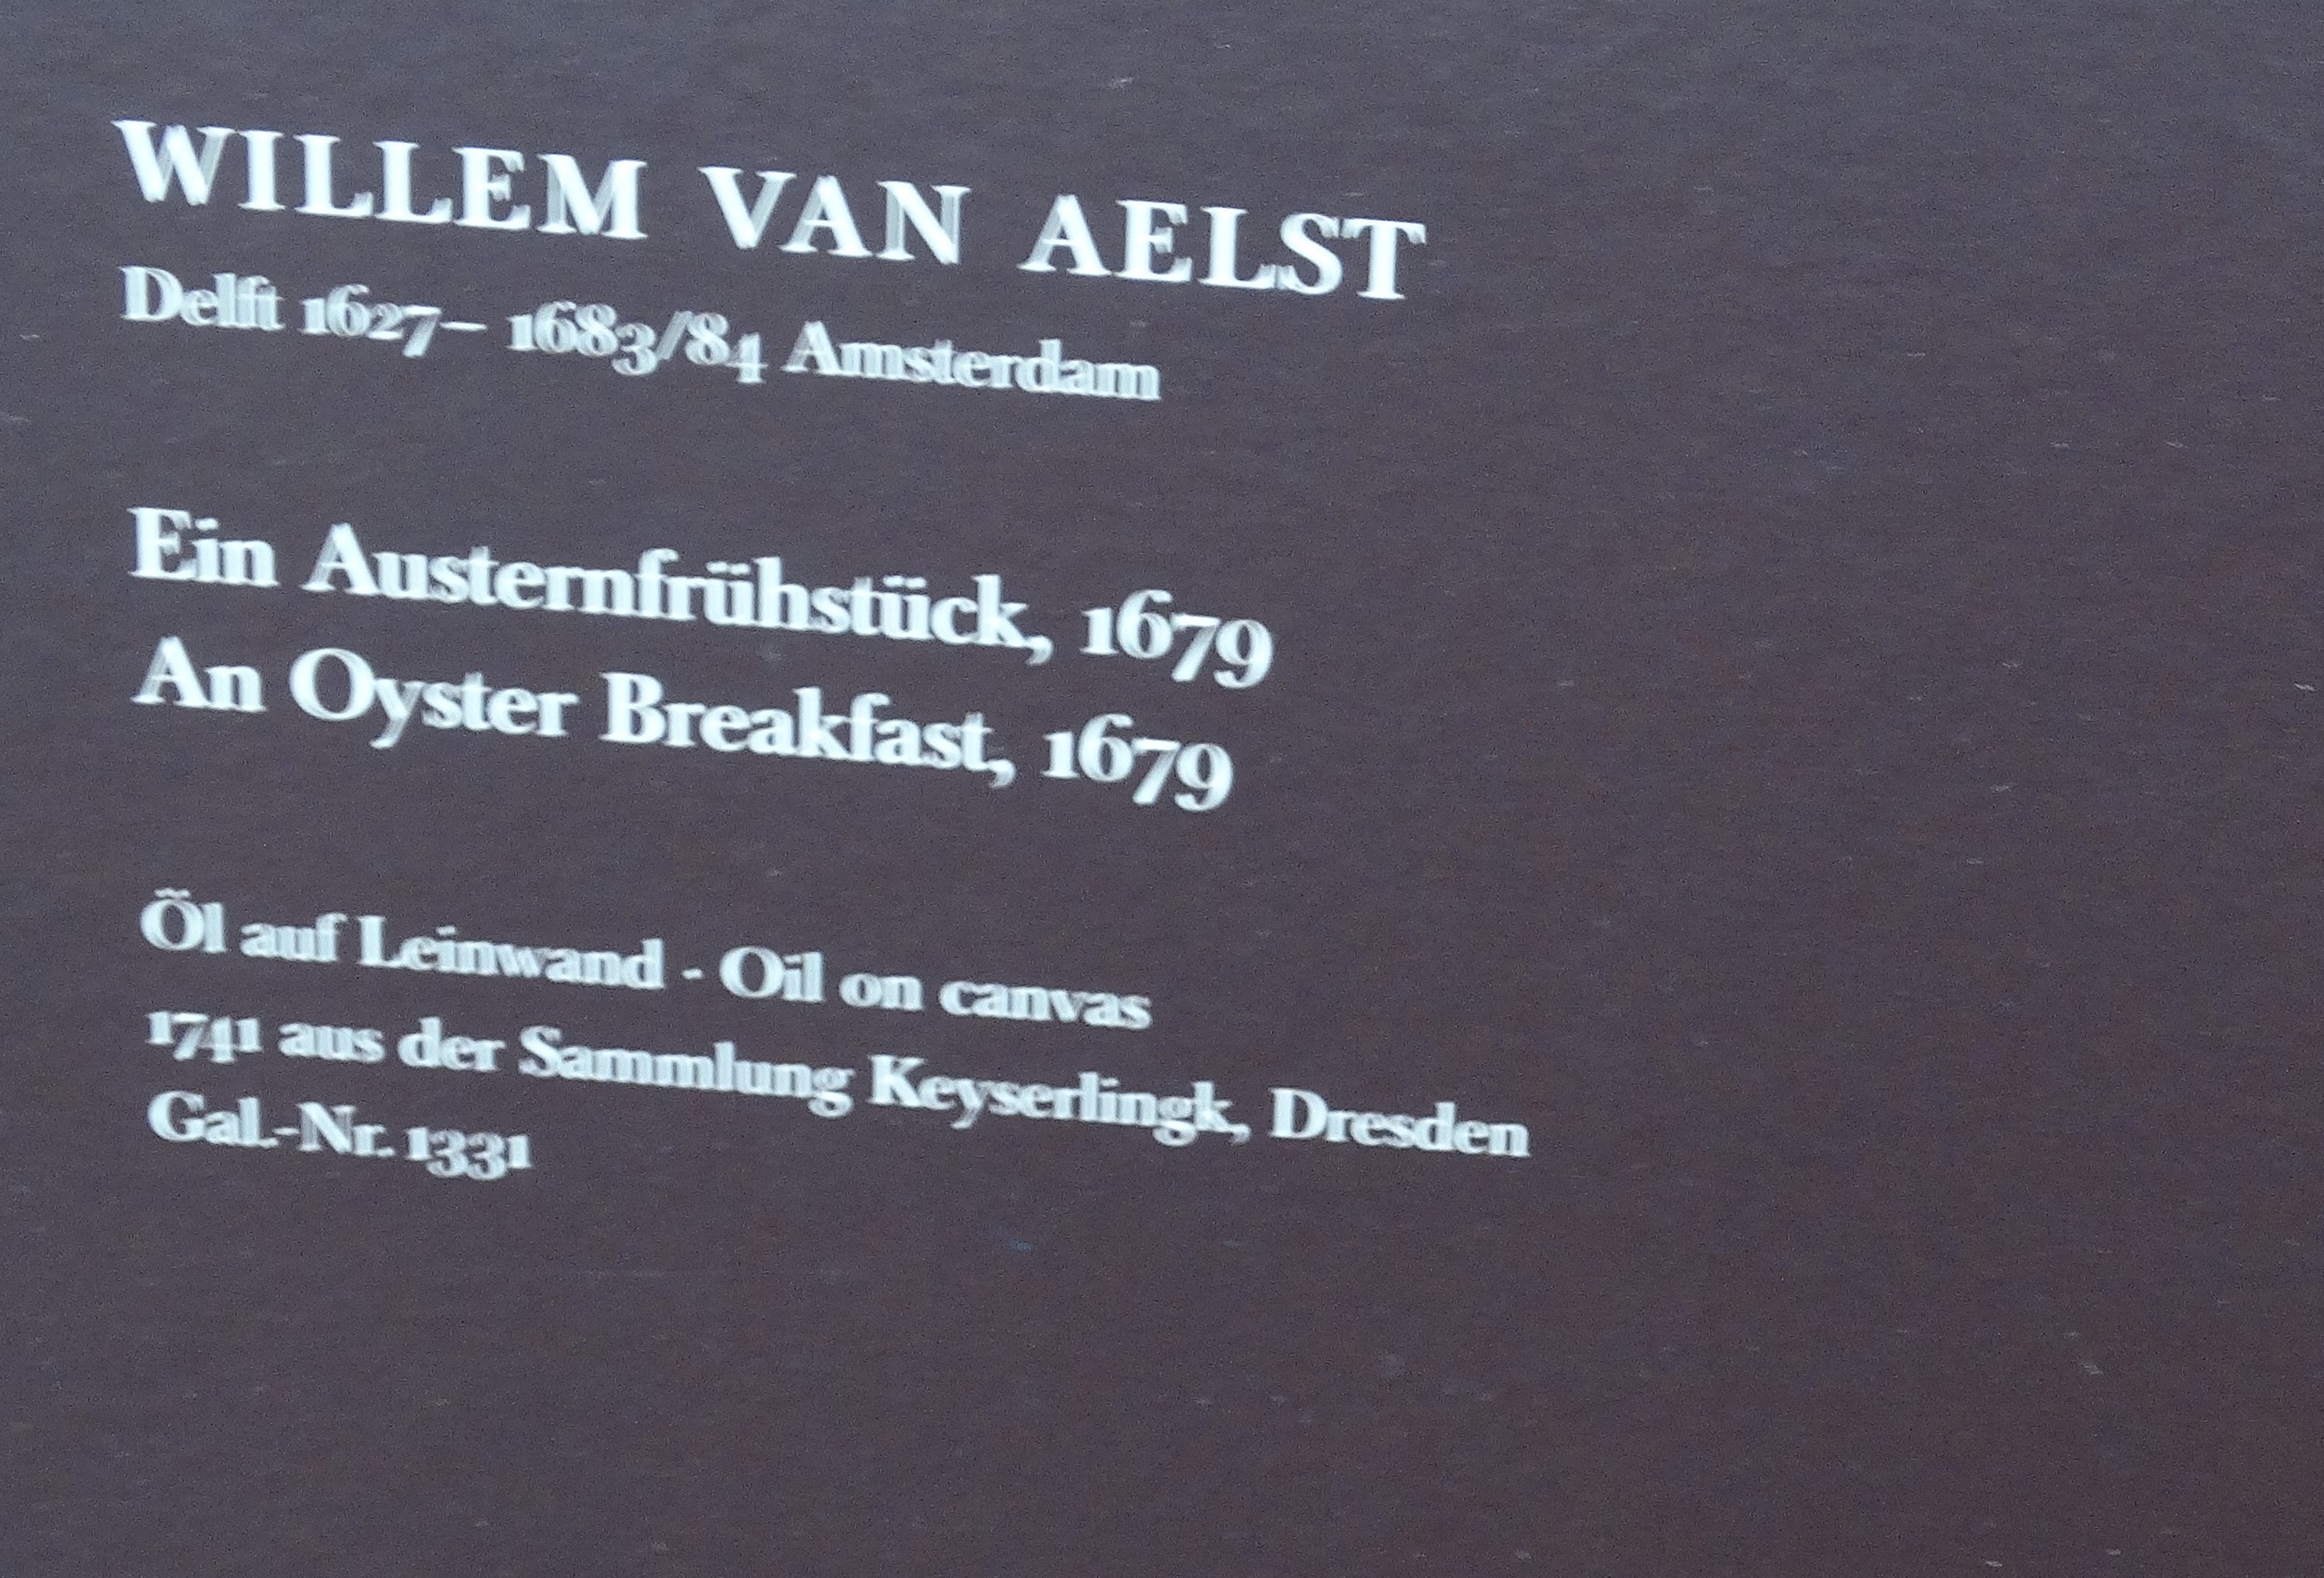 WILLEM VAN AELST
Delft 1627– 1683/84 Amsterdam
Ein Austernfrühstück, 1679
An Oyster Breakfast, 1679
Öl auf Leinwand - Oil on canvas
1741 aus der Sammlung Keyserlingk, Dresden
Gal.-Nr. 1331